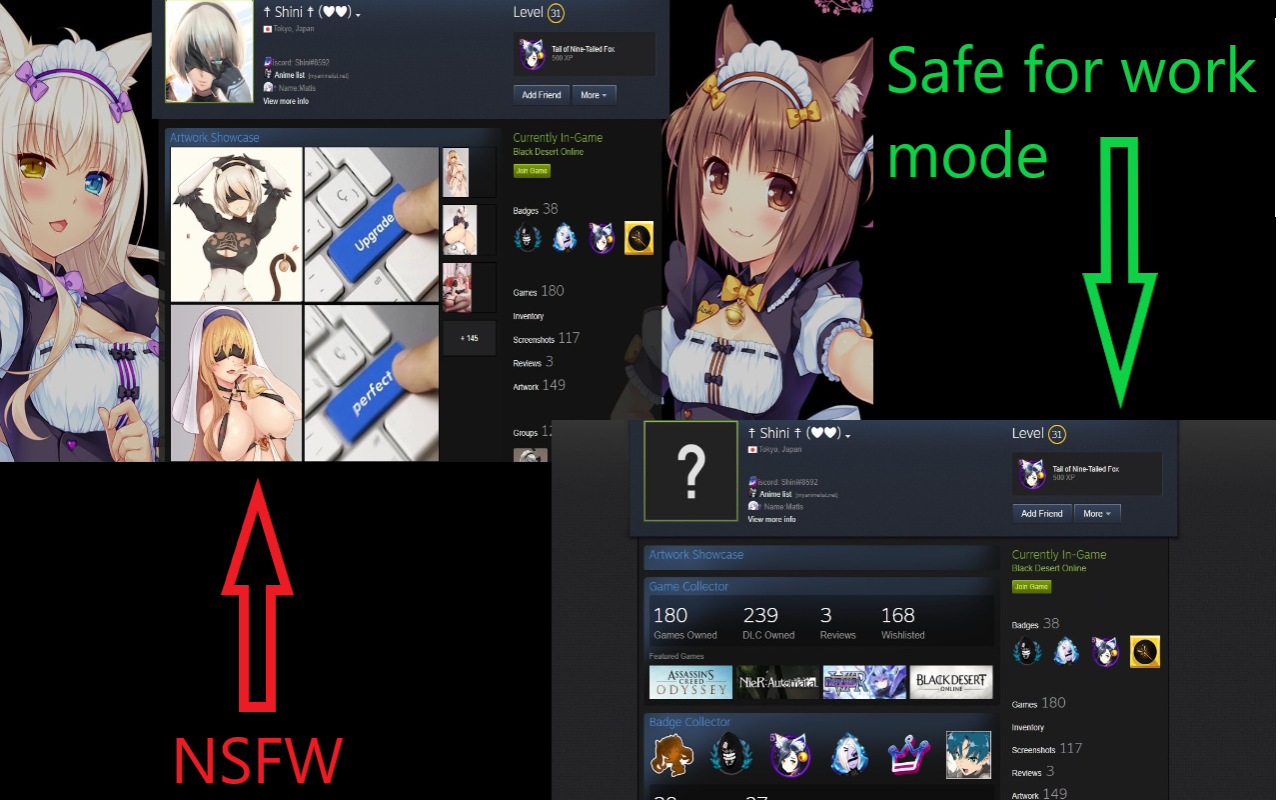 † Shini † (♥♥)
Tokyo, Japan
iscord: Shini#8592
Anime list [myanimelist.net]
Name:Matis
View more info
Level 31
Tail of Nine-Tailed Fox
500 XP
Add Friend
More
Artwork Showcase
Upgrade
perfect
+ 145
Currently In-Game
Black Desert Online
Join Game
Badges 38
Games 180
Inventory
Screenshots 117
Reviews 3
Artwork 149
Groups
Safe for work
mode
NSFW
?
† Shini † (♥♥)
Tokyo, Japan
iscord: Shini#8592
Anime list [myanimelist.net]
Name:Matis
View more info
Level 31
Tail of Nine-Tailed Fox
500 XP
Add Friend
More
Artwork Showcase
Game Collector
180
239
3
168
Games Owned
DLC Owned
Reviews
Wishlisted
Featured Games
ASSASSIN'S
CREED
ODYSSEY
NieR:Automata
BLACK DESERT
ONLINE
Badge Collector
Currently In-Game
Black Desert Online
Join Game
Badges 38
Games 180
Inventory
Screenshots 117
Reviews 3
Artwork 149